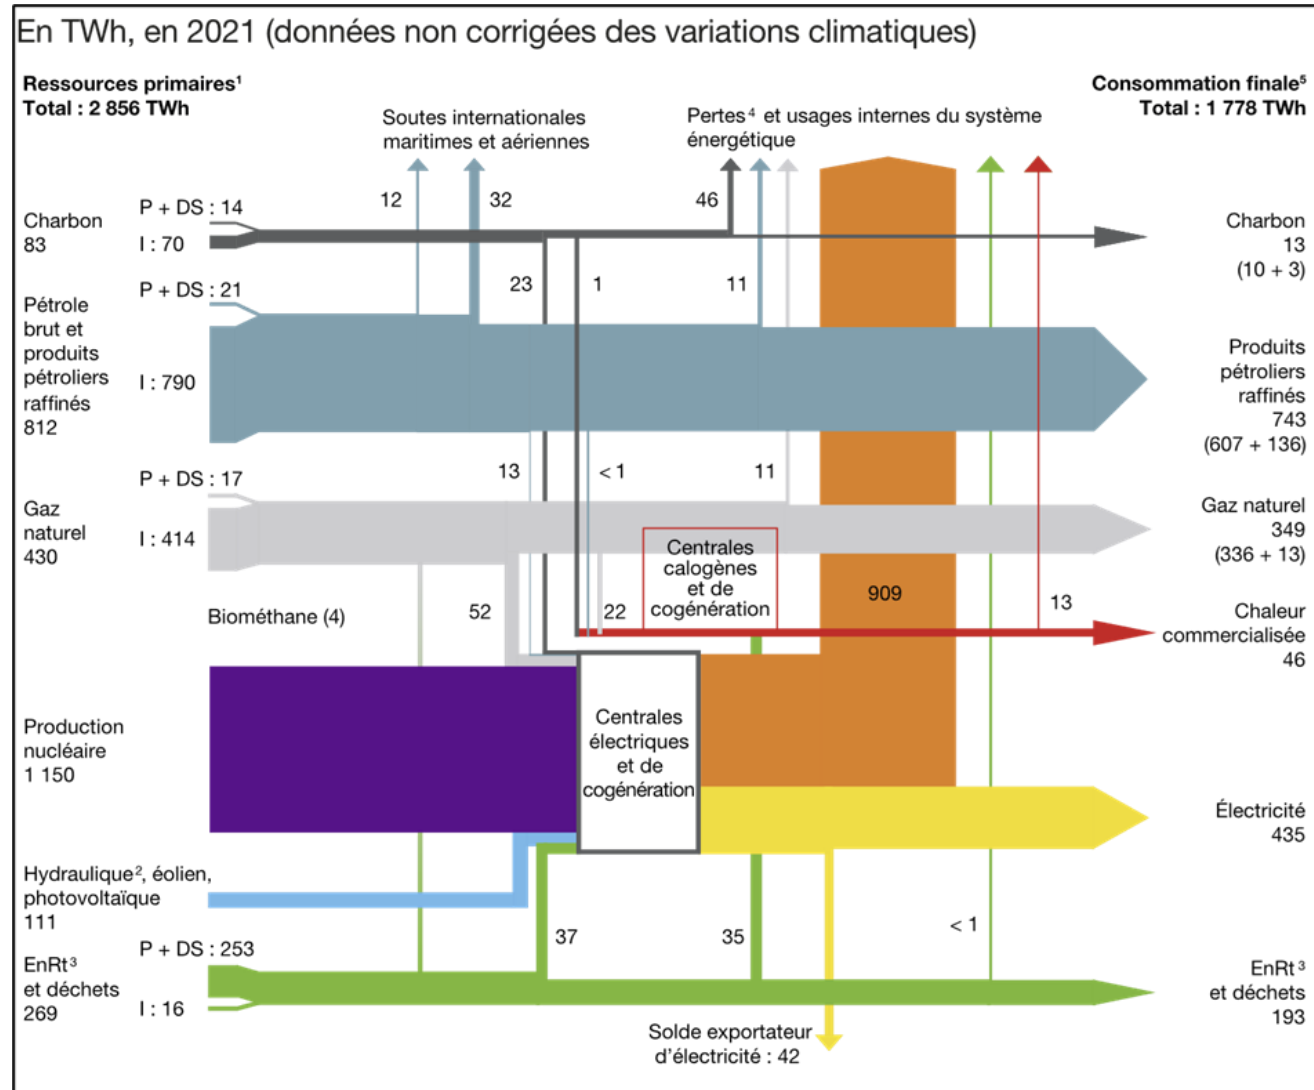 En TWh, en 2021 (données non corrigées des variations climatiques)
Ressources primaires¹
Total : 2 856 TWh
Consommation finale⁵
Total : 1 778 TWh
Soutes internationales
maritimes et aériennes
Pertes⁴ et usages internes du système
énergétique
12
32
46
Charbon
83
P + DS : 14
I : 70
Charbon
13
(10 + 3)
23
1
11
Pétrole
brut et
produits
pétroliers
raffinés
812
P + DS : 21
I : 790
Produits
pétroliers
raffinés
743
(607 + 136)
13
< 1
11
Gaz
naturel
430
P + DS : 17
I : 414
Gaz naturel
349
(336 + 13)
Centrales
calogènes
et de
cogénération
909
13
Biométhane (4)
52
22
Chaleur
commercialisée
46
Production
nucléaire
1 150
Centrales
électriques
et de
cogénération
Électricité
435
Hydraulique², éolien,
photovoltaïque
111
37
35
< 1
EnRt³
et déchets
269
P + DS : 253
I : 16
EnRt³
et déchets
193
Solde exportateur
d'électricité : 42